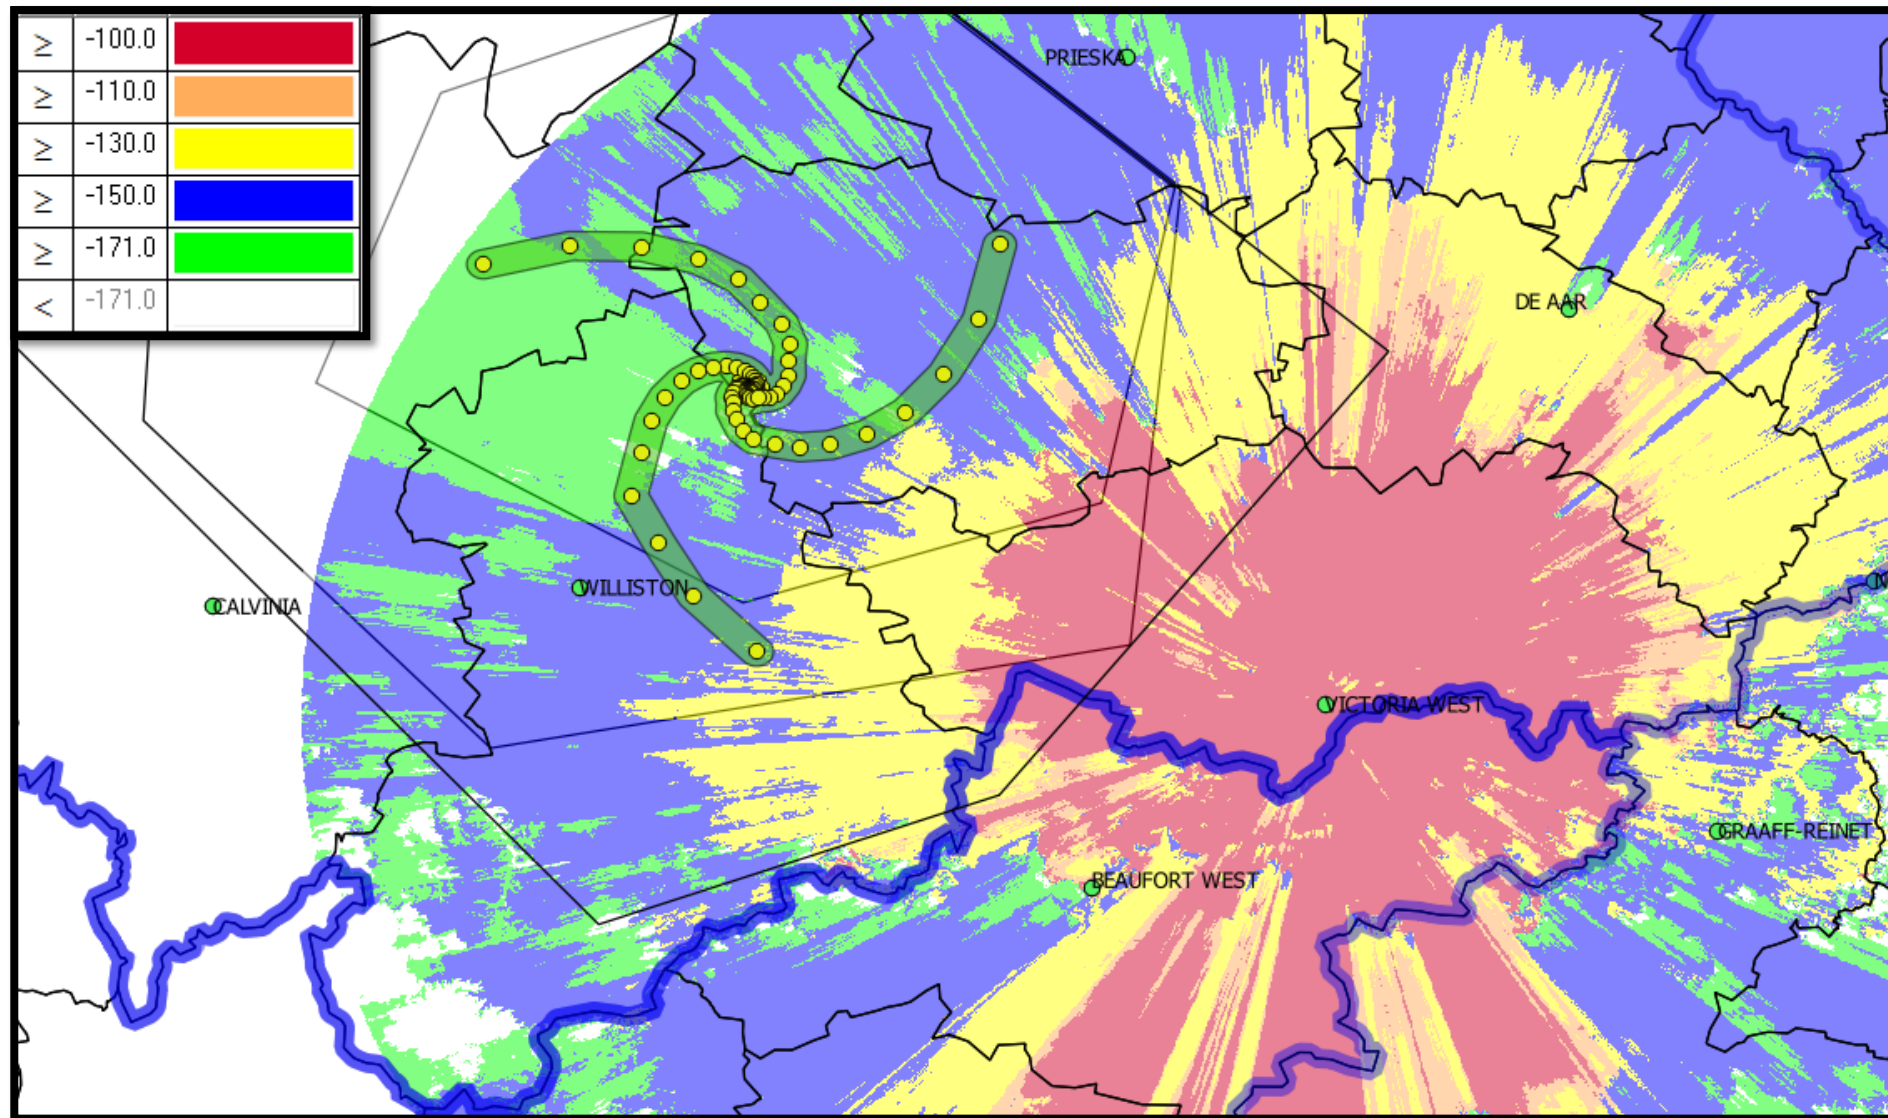 ≥ -100.0
≥ -110.0
≥ -130.0
≥ -150.0
≥ -171.0
< -171.0
PRIESKA
DE AAR
WILLISTON
CALVINIA
VICTORIA WEST
GRAAFF-REINET
BEAUFORT WEST